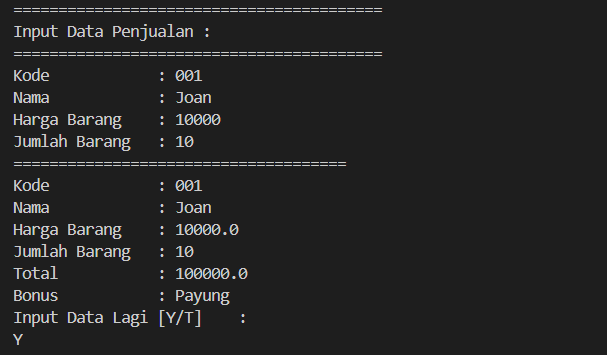 =========================================
Input Data Penjualan :
=========================================
Kode            : 001
Nama            : Joan
Harga Barang    : 10000
Jumlah Barang   : 10
=====================================
Kode            : 001
Nama            : Joan
Harga Barang    : 10000.0
Jumlah Barang   : 10
Total           : 100000.0
Bonus           : Payung
Input Data Lagi [Y/T]    :
Y